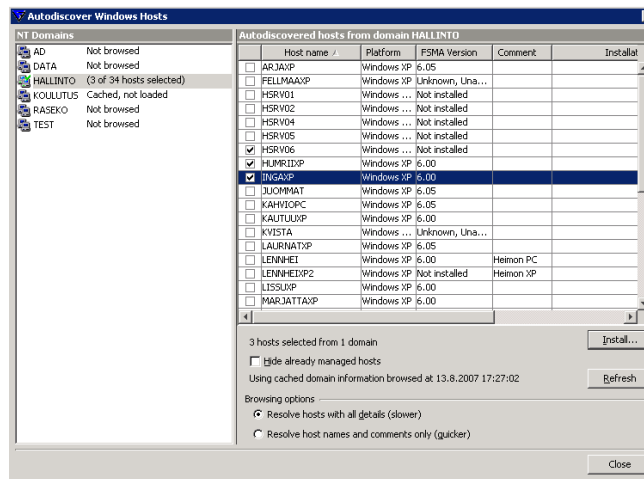 Autodiscover Windows Hosts
NT Domains
AD Not browsed
DATA Not browsed
HALLINTO (3 of 34 hosts selected)
KOULUTUS Cached, not loaded
RASEKO Not browsed
TEST Not browsed
Autodiscovered hosts from domain HALLINTO
Host name Platform FSMA Version Comment Installat
ARJAXP Windows XP 6.05
FELLMAAXP Windows XP Unknown, Una...
HSRV01 Windows ... Not installed
HSRV02 Windows ... Not installed
HSRV04 Windows ... Not installed
HSRV05 Windows ... Not installed
HSRV06 Windows ... Not installed
HUMRIIXP Windows XP 6.00
INGAXP Windows XP 6.00
JUOMMAT Windows XP 6.05
KAHVIOPC Windows XP 6.05
KAUTUUXP Windows XP 6.00
KVISTA Windows ... Unknown, Una...
LAURNATXP Windows XP 6.05
LENNHEI Windows XP 6.00 Heimon PC
LENNHEIXP2 Windows XP Not installed Heimon XP
LISSUXP Windows XP 6.00
MARJATTAXP Windows XP 6.00
3 hosts selected from 1 domain
Install...
Hide already managed hosts
Using cached domain information browsed at 13.8.2007 17:27:02
Refresh
Browsing options
Resolve hosts with all details (slower)
Resolve host names and comments only (quicker)
Close